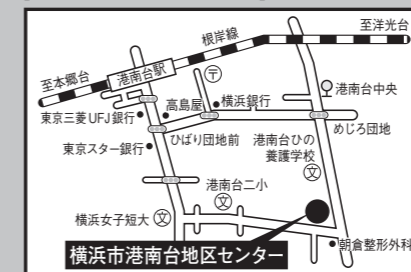 至洋光台
根岸線
至本郷台
港南台駅
〒
港南台中央
高島屋
横浜銀行
東京三菱UFJ銀行
ひばり団地前
めじろ団地
東京スター銀行
港南台ひの
養護学校
文
港南台二小
文
横浜女子短大
文
朝倉整形外科
横浜市港南台地区センター